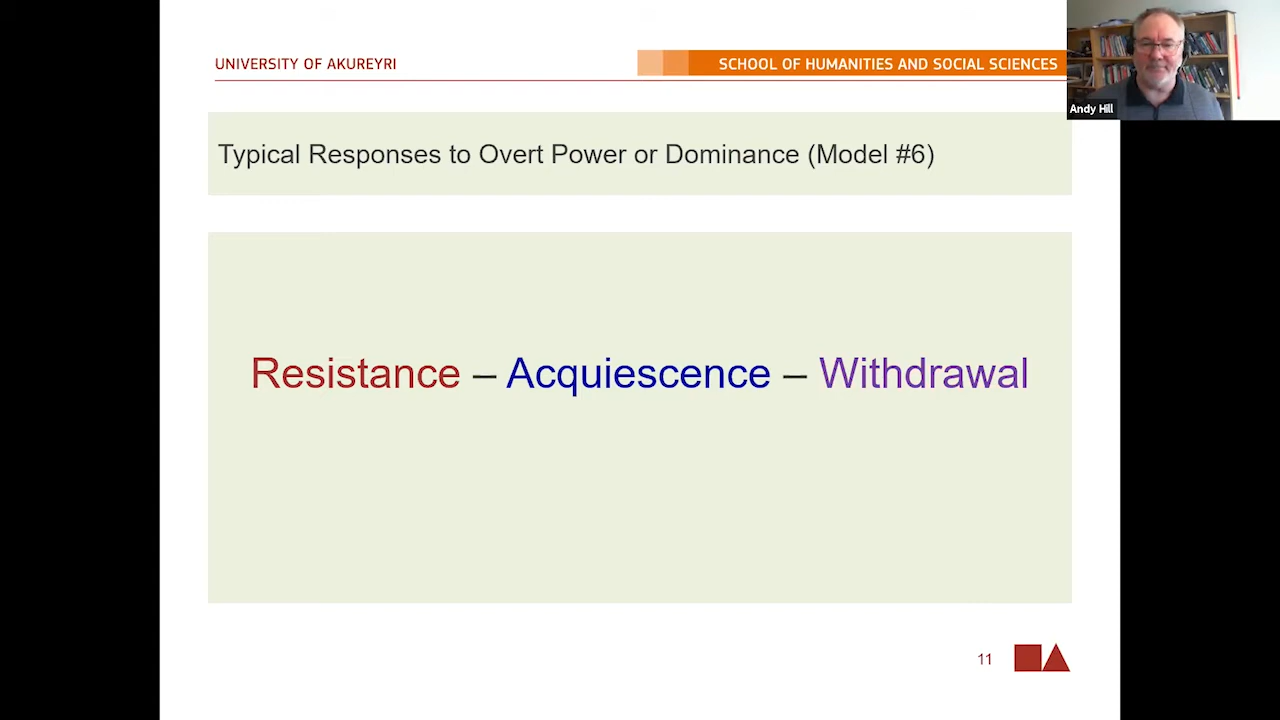 UNIVERSITY OF AKUREYRI
SCHOOL OF HUMANITIES AND SOCIAL SCIENCES
Andy Hill
Typical Responses to Overt Power or Dominance (Model #6)
Resistance – Acquiescence – Withdrawal
11